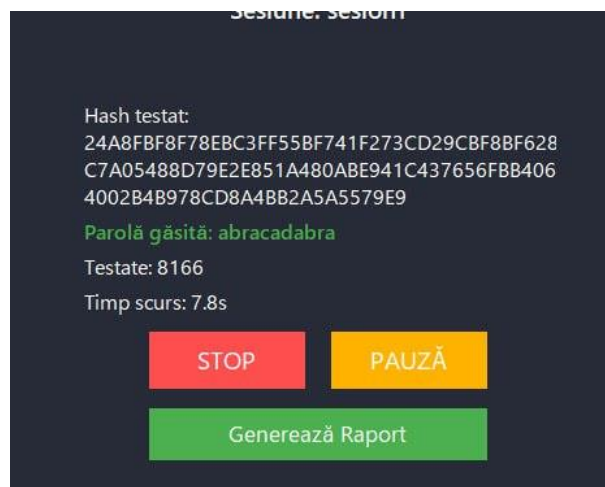 Hash testat:
24A8FBF8F78EBC3FF55BF741F273CD29CBF8BF628
C7A05488D79E2E851A480ABE941C437656FBB406
4002B4B978CD8A4BB2A5A5579E9
Parolă găsită: abracadabra
Testate: 8166
Timp scurs: 7.8s
STOP
PAUZĂ
Generează Raport